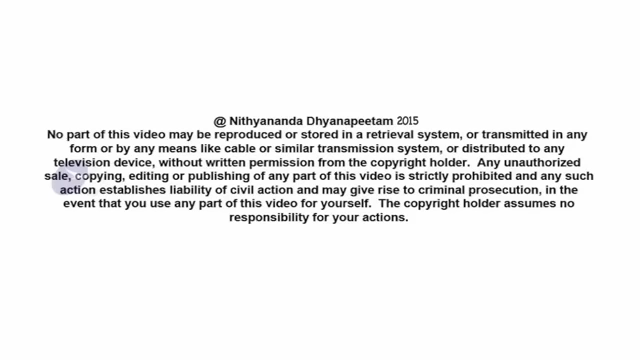 @ Nithyananda Dhyanapeetam 2015
No part of this video may be reproduced or stored in a retrieval system, or transmitted in any
form or by any means like cable or similar transmission system, or distributed to any
television device, without written permission from the copyright holder. Any unauthorized
sale, copying, editing or publishing of any part of this video is strictly prohibited and any such
action establishes liability of civil action and may give rise to criminal prosecution, in the
event that you use any part of this video for yourself. The copyright holder assumes no
responsibility for your actions.